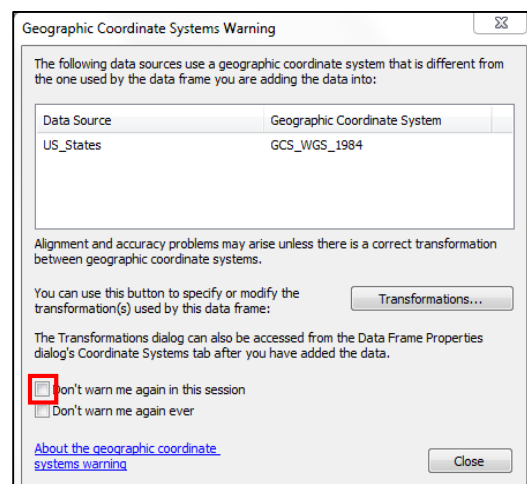 Geographic Coordinate Systems Warning
The following data sources use a geographic coordinate system that is different from
the one used by the data frame you are adding the data into:
Data Source Geographic Coordinate System
US_States GCS_WGS_1984
Alignment and accuracy problems may arise unless there is a correct transformation
between geographic coordinate systems.
You can use this button to specify or modify the
transformation(s) used by this data frame:
Transformations...
The Transformations dialog can also be accessed from the Data Frame Properties
dialog's Coordinate Systems tab after you have added the data.
Don't warn me again in this session
Don't warn me again ever
About the geographic coordinate
systems warning
Close